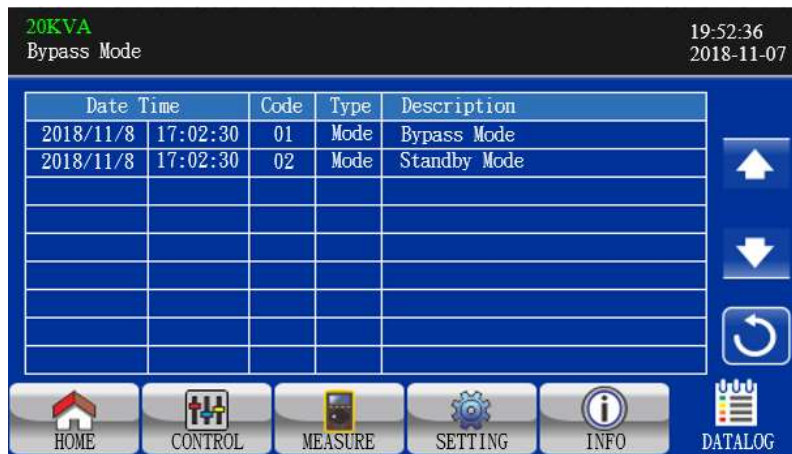 20KVA
Bypass Mode
19:52:36
2018-11-07
Date Time Code Type Description
2018/11/8 17:02:30 01 Mode Bypass Mode
2018/11/8 17:02:30 02 Mode Standby Mode
HOME CONTROL MEASURE SETTING INFO DATALOG